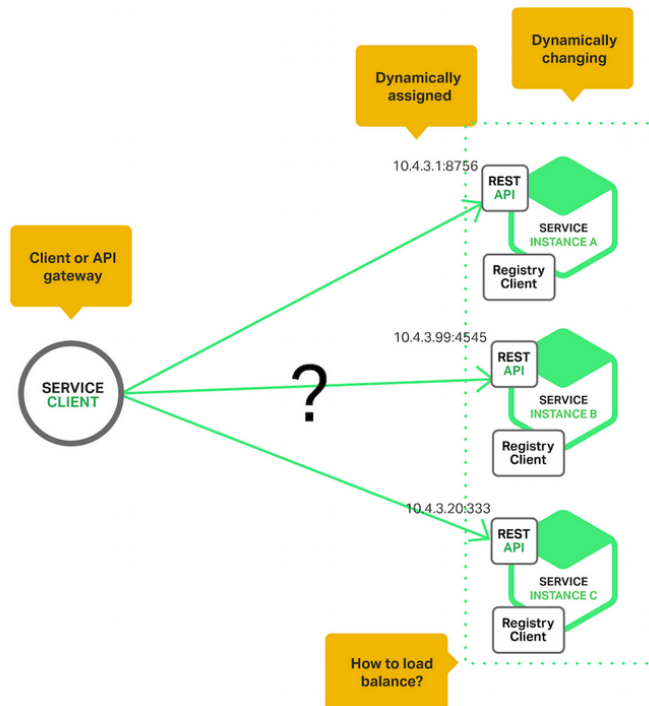 Dynamically
changing
Dynamically
assigned
10.4.3.1:8756
REST
API
SERVICE
INSTANCE A
Registry
Client
Client or API
gateway
10.4.3.99:4545
REST
API
SERVICE
CLIENT
?
SERVICE
INSTANCE B
Registry
Client
10.4.3.20:333
REST
API
SERVICE
INSTANCE C
Registry
Client
How to load
balance?